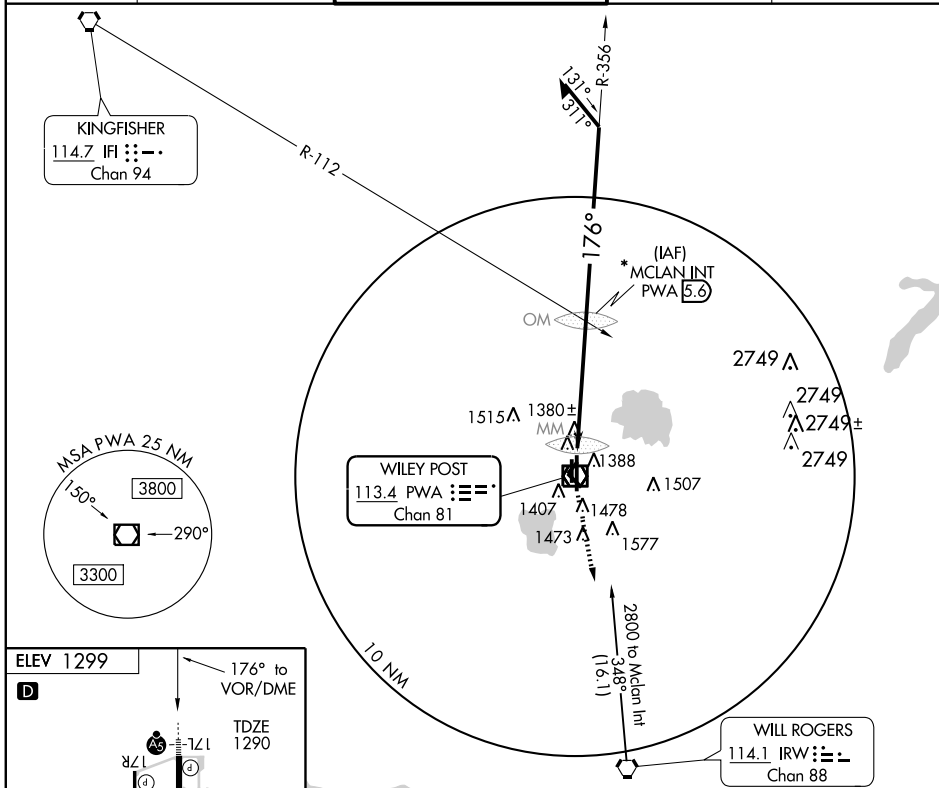 R-356
131°
311°
KINGFISHER
114.7 IFI
Chan 94
R-112
176°
(IAF)
* MCLAN INT
PWA 5.6
OM
2749
2749
2749±
2749
1515
1380±
MM
1388
WILEY POST
113.4 PWA
Chan 81
1507
1407
1478
1473
1577
MSA PWA 25 NM
150°
3800
290°
3300
10 NM
2800 to Mclan Int
348°
(16.1)
WILL ROGERS
114.1 IRW
Chan 88
ELEV 1299
D
176° to
VOR/DME
TDZE
1290
A5
17L
17R
P
P